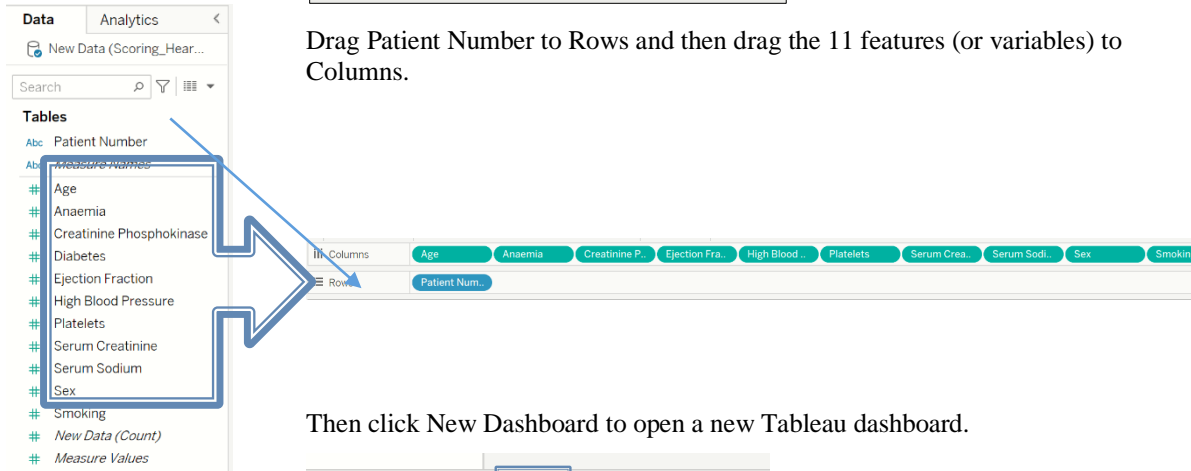 Data Analytics
New Data (Scoring_Hear...
Search
Tables
Abc Patient Number
Abc Measure Names
# Age
# Anaemia
# Creatinine Phosphokinase
# Diabetes
# Ejection Fraction
# High Blood Pressure
# Platelets
# Serum Creatinine
# Serum Sodium
# Sex
# Smoking
# New Data (Count)
# Measure Values
Drag Patient Number to Rows and then drag the 11 features (or variables) to
Columns.
Columns Age Anaemia Creatinine P.. Ejection Fra.. High Blood .. Platelets Serum Crea.. Serum Sodi.. Sex Smokin
Rows Patient Num..
Then click New Dashboard to open a new Tableau dashboard.